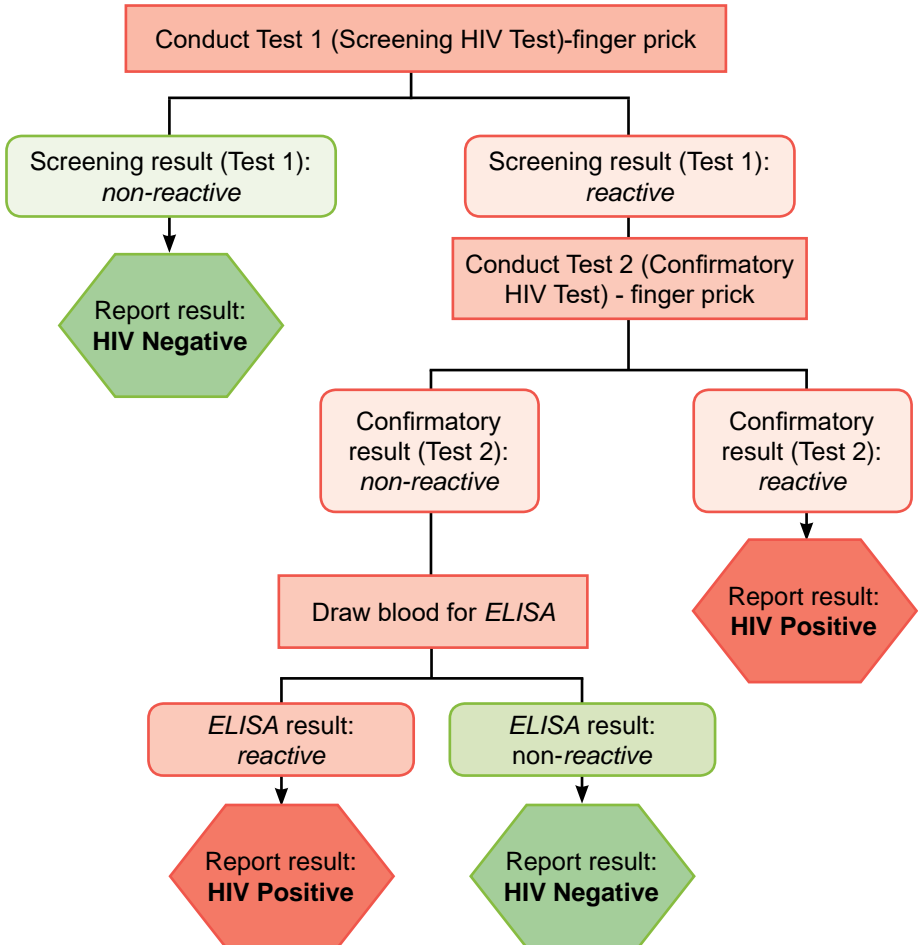 Conduct Test 1 (Screening HIV Test)-finger prick
Screening result (Test 1):
non-reactive
Screening result (Test 1):
reactive
Report result:
HIV Negative
Conduct Test 2 (Confirmatory
HIV Test) - finger prick
Confirmatory
result (Test 2):
non-reactive
Confirmatory
result (Test 2):
reactive
Draw blood for ELISA
Report result:
HIV Positive
ELISA result:
reactive
ELISA result:
non-reactive
Report result:
HIV Positive
Report result:
HIV Negative